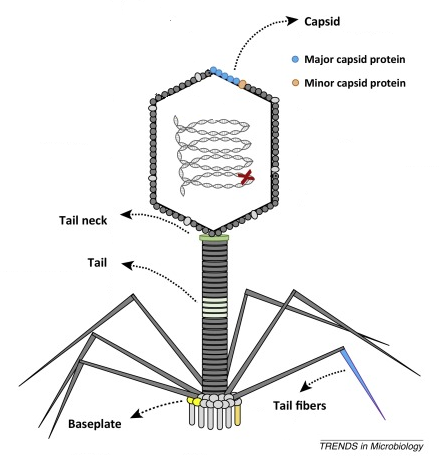 Capsid
Major capsid protein
Minor capsid protein
Tail neck
Tail
Baseplate
Tail fibers
TRENDS in Microbiology